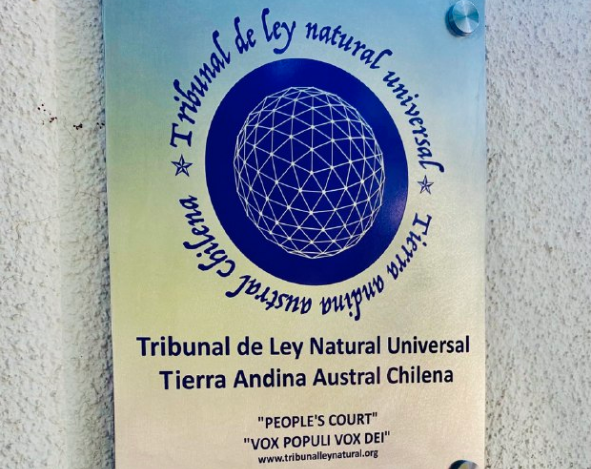 Tribunal de ley natural universal
Tierra andina austral chilena
Tribunal de Ley Natural Universal
Tierra Andina Austral Chilena
"PEOPLE'S COURT"
"VOX POPULI VOX DEI"
www.tribunalleynatural.org